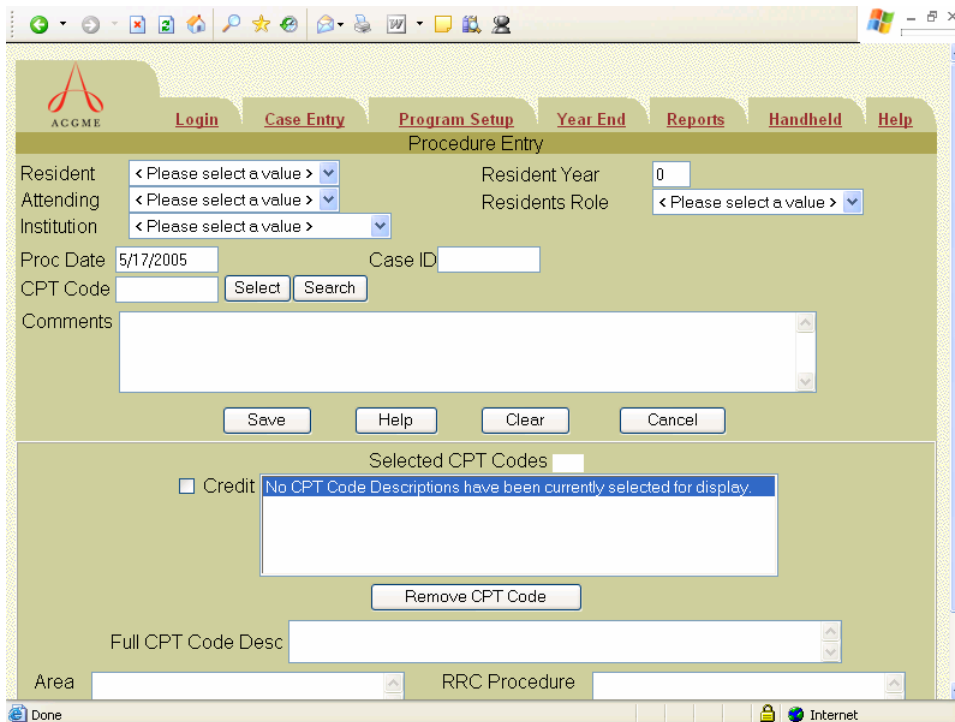 ACGME
Login Case Entry Program Setup Year End Reports Handheld Help
Procedure Entry
Resident < Please select a value > Resident Year 0
Attending < Please select a value > Residents Role < Please select a value >
Institution < Please select a value >
Proc Date 5/17/2005 Case ID
CPT Code Select Search
Comments
Save Help Clear Cancel
Selected CPT Codes
Credit No CPT Code Descriptions have been currently selected for display.
Remove CPT Code
Full CPT Code Desc
Area RRC Procedure
Done Internet